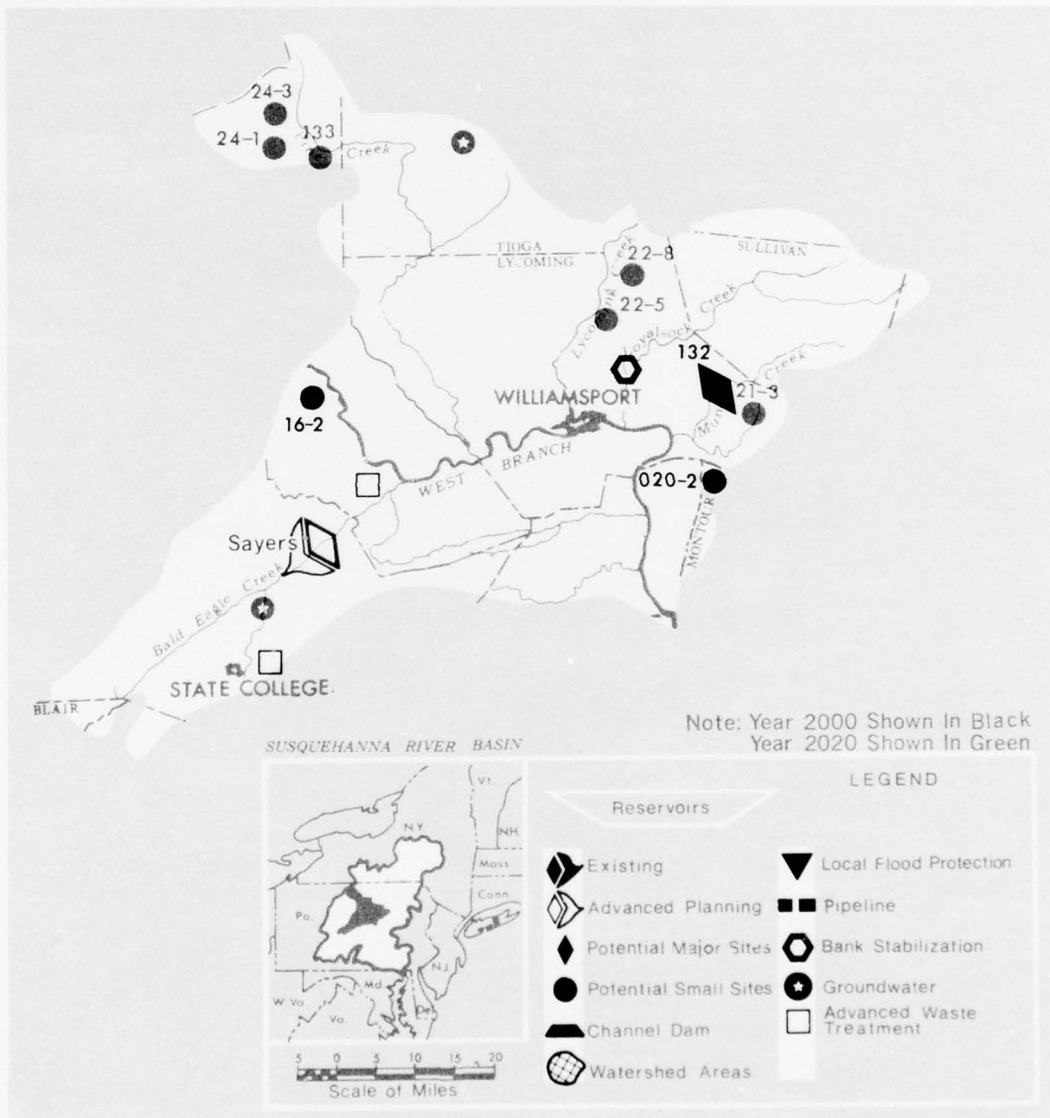 24-3
24-1
133
Creek
TIOGA
LYCOMING
SULLIVAN
Creek
22-8
22-5
Creek
Loyalsock
132
Creek
21-3
WILLIAMSPORT
16-2
WEST BRANCH
020-2
MONTOUR
Sayers
Bald Eagle Creek
STATE COLLEGE.
BLAIR
Note: Year 2000 Shown In Black
Year 2020 Shown In Green
SUSQUEHANNA RIVER BASIN
Vt.
N.Y.
N.H.
Mass.
Conn.
Pa.
N.J.
Md.
W. Va.
Va.
De.
5 0 5 10 15 20
Scale of Miles
LEGEND
Reservoirs
Existing
Advanced Planning
Potential Major Sites
Potential Small Sites
Channel Dam
Watershed Areas
Local Flood Protection
Pipeline
Bank Stabilization
Groundwater
Advanced Waste
Treatment